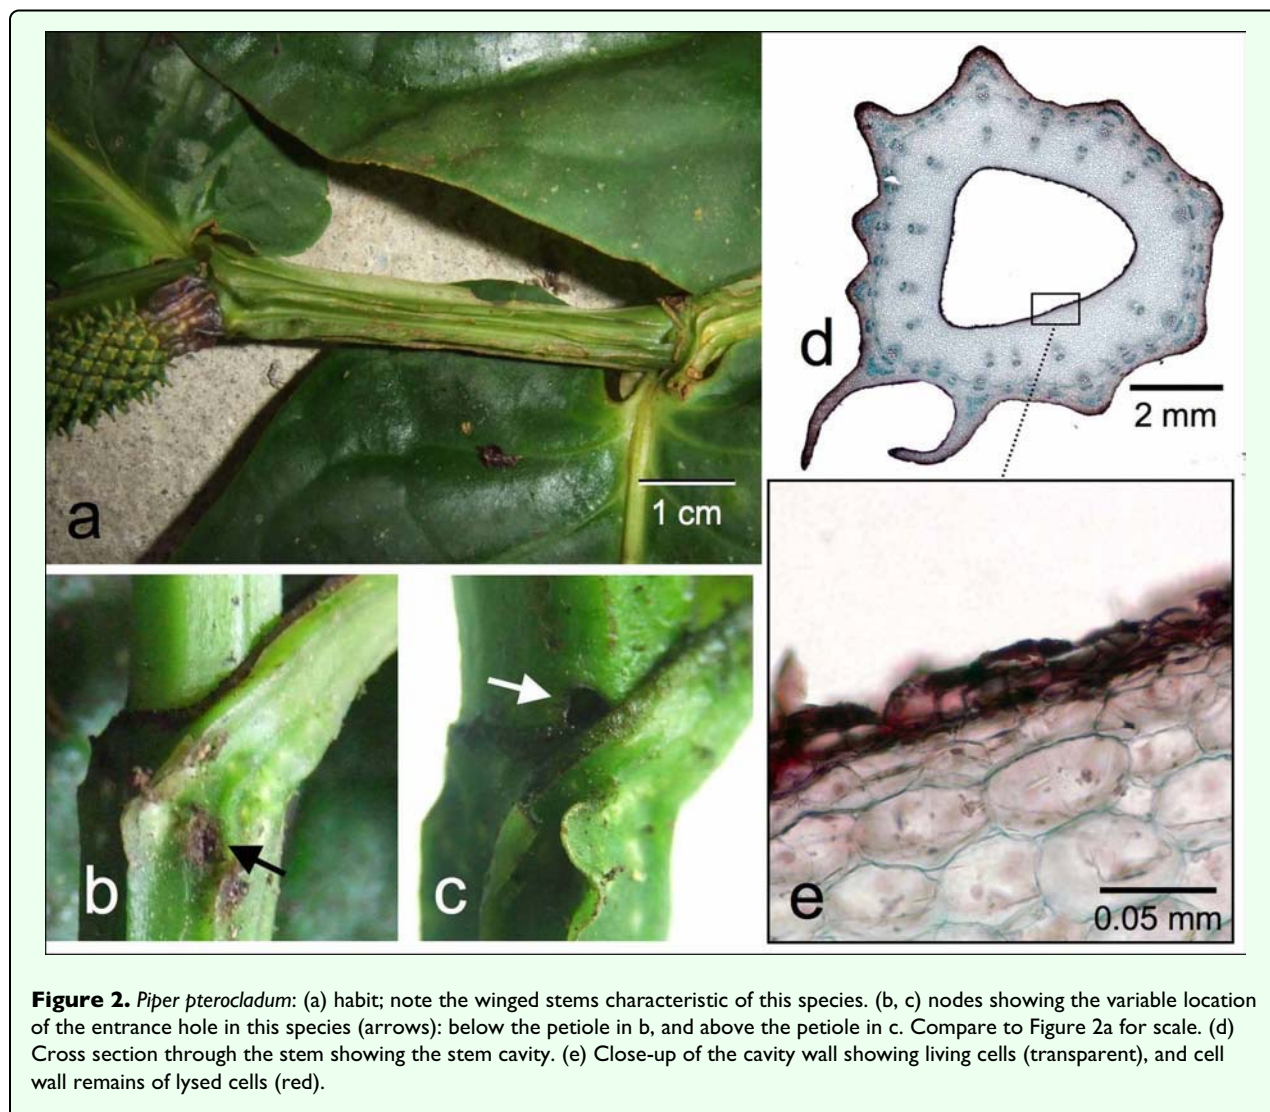 a
1 cm
b
c
d
2 mm
e
0.05 mm
Figure 2. Piper pterocladum: (a) habit; note the winged stems characteristic of this species. (b, c) nodes showing the variable location
of the entrance hole in this species (arrows): below the petiole in b, and above the petiole in c. Compare to Figure 2a for scale. (d)
Cross section through the stem showing the stem cavity. (e) Close-up of the cavity wall showing living cells (transparent), and cell
wall remains of lysed cells (red).